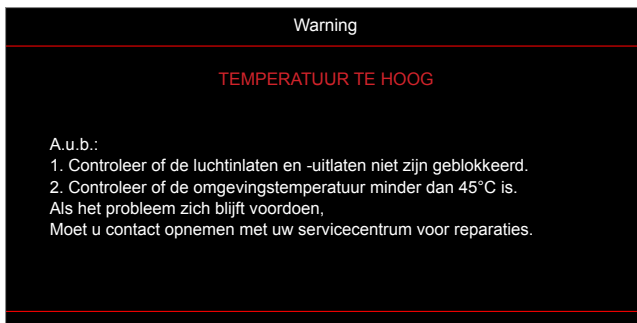 Warning
TEMPERATUUR TE HOOG
A.u.b.:
1. Controleer of de luchtinlaten en -uitlaten niet zijn geblokkeerd.
2. Controleer of de omgevingstemperatuur minder dan 45°C is.
Als het probleem zich blijft voordoen,
Moet u contact opnemen met uw servicecentrum voor reparaties.